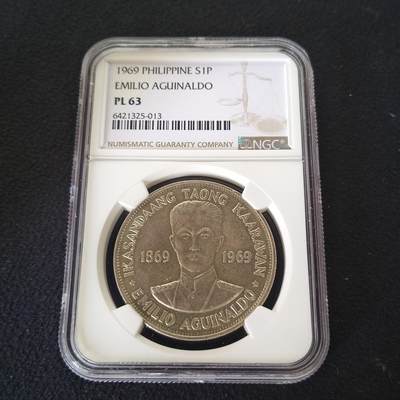 1969 PHILIPPINE S1P
EMILIO AGUINALDO
PL 63
6421325-013
NUMISMATIC GUARANTY COMPANY
NGC
★ IKASANDAANG TAONG KAARAWAN ★
1869 1969
EMILIO AGUINALDO